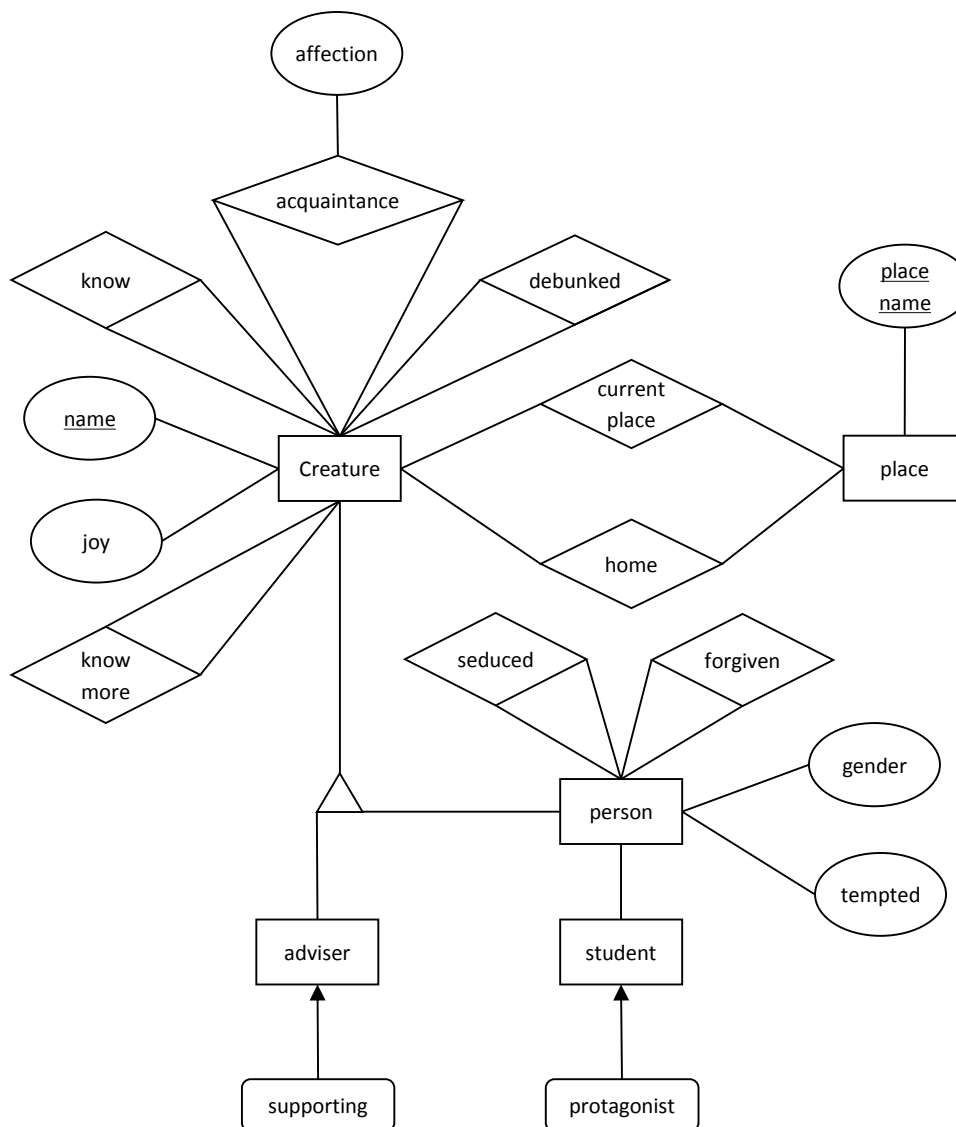 affection
acquaintance
know
debunked
place
name
current
place
name
Creature
place
joy
home
know
more
seduced
forgiven
gender
person
tempted
adviser
student
supporting
protagonist